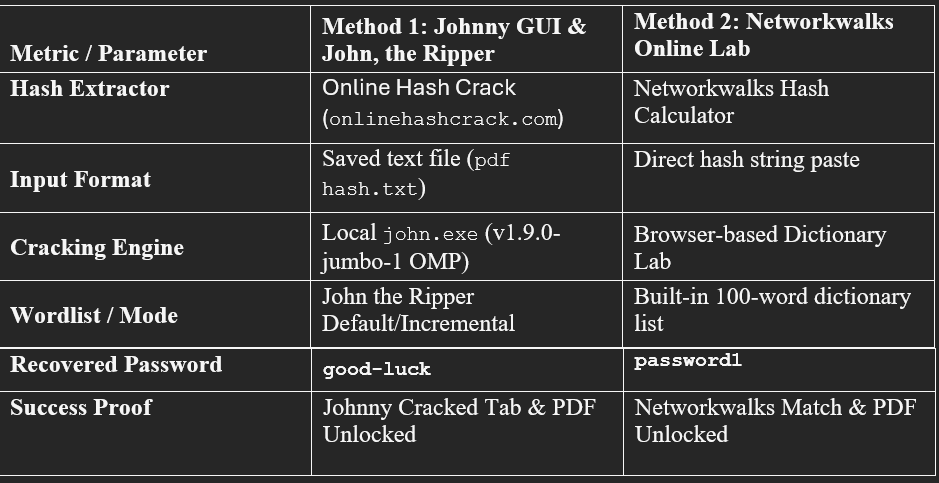 Metric / Parameter
Method 1: Johnny GUI &
John, the Ripper
Method 2: Networkwalks
Online Lab
Hash Extractor
Online Hash Crack
(onlinehashcrack.com)
Networkwalks Hash
Calculator
Input Format
Saved text file (pdf
hash.txt)
Direct hash string paste
Cracking Engine
Local john.exe (v1.9.0-
jumbo-1 OMP)
Browser-based Dictionary
Lab
Wordlist / Mode
John the Ripper
Default/Incremental
Built-in 100-word dictionary
list
Recovered Password
good-luck
password1
Success Proof
Johnny Cracked Tab & PDF
Unlocked
Networkwalks Match & PDF
Unlocked